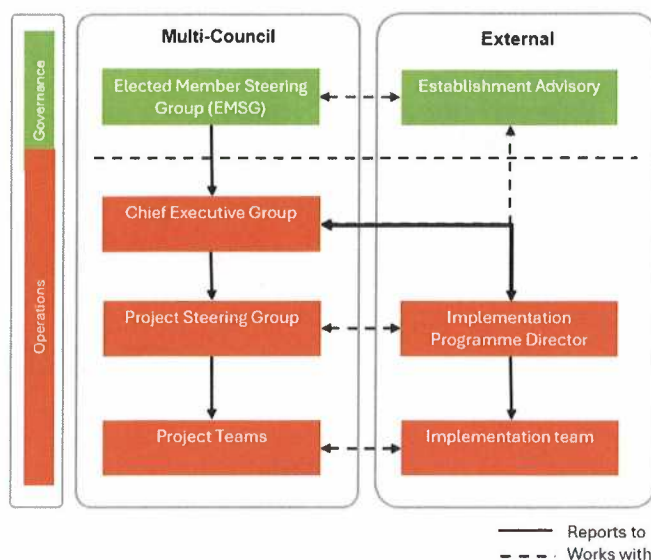 Governance
Operations
Multi-Council
Elected Member Steering
Group (EMSG)
Chief Executive Group
Project Steering Group
Project Teams
External
Establishment Advisory
Implementation
Programme Director
Implementation team
Reports to
Works with